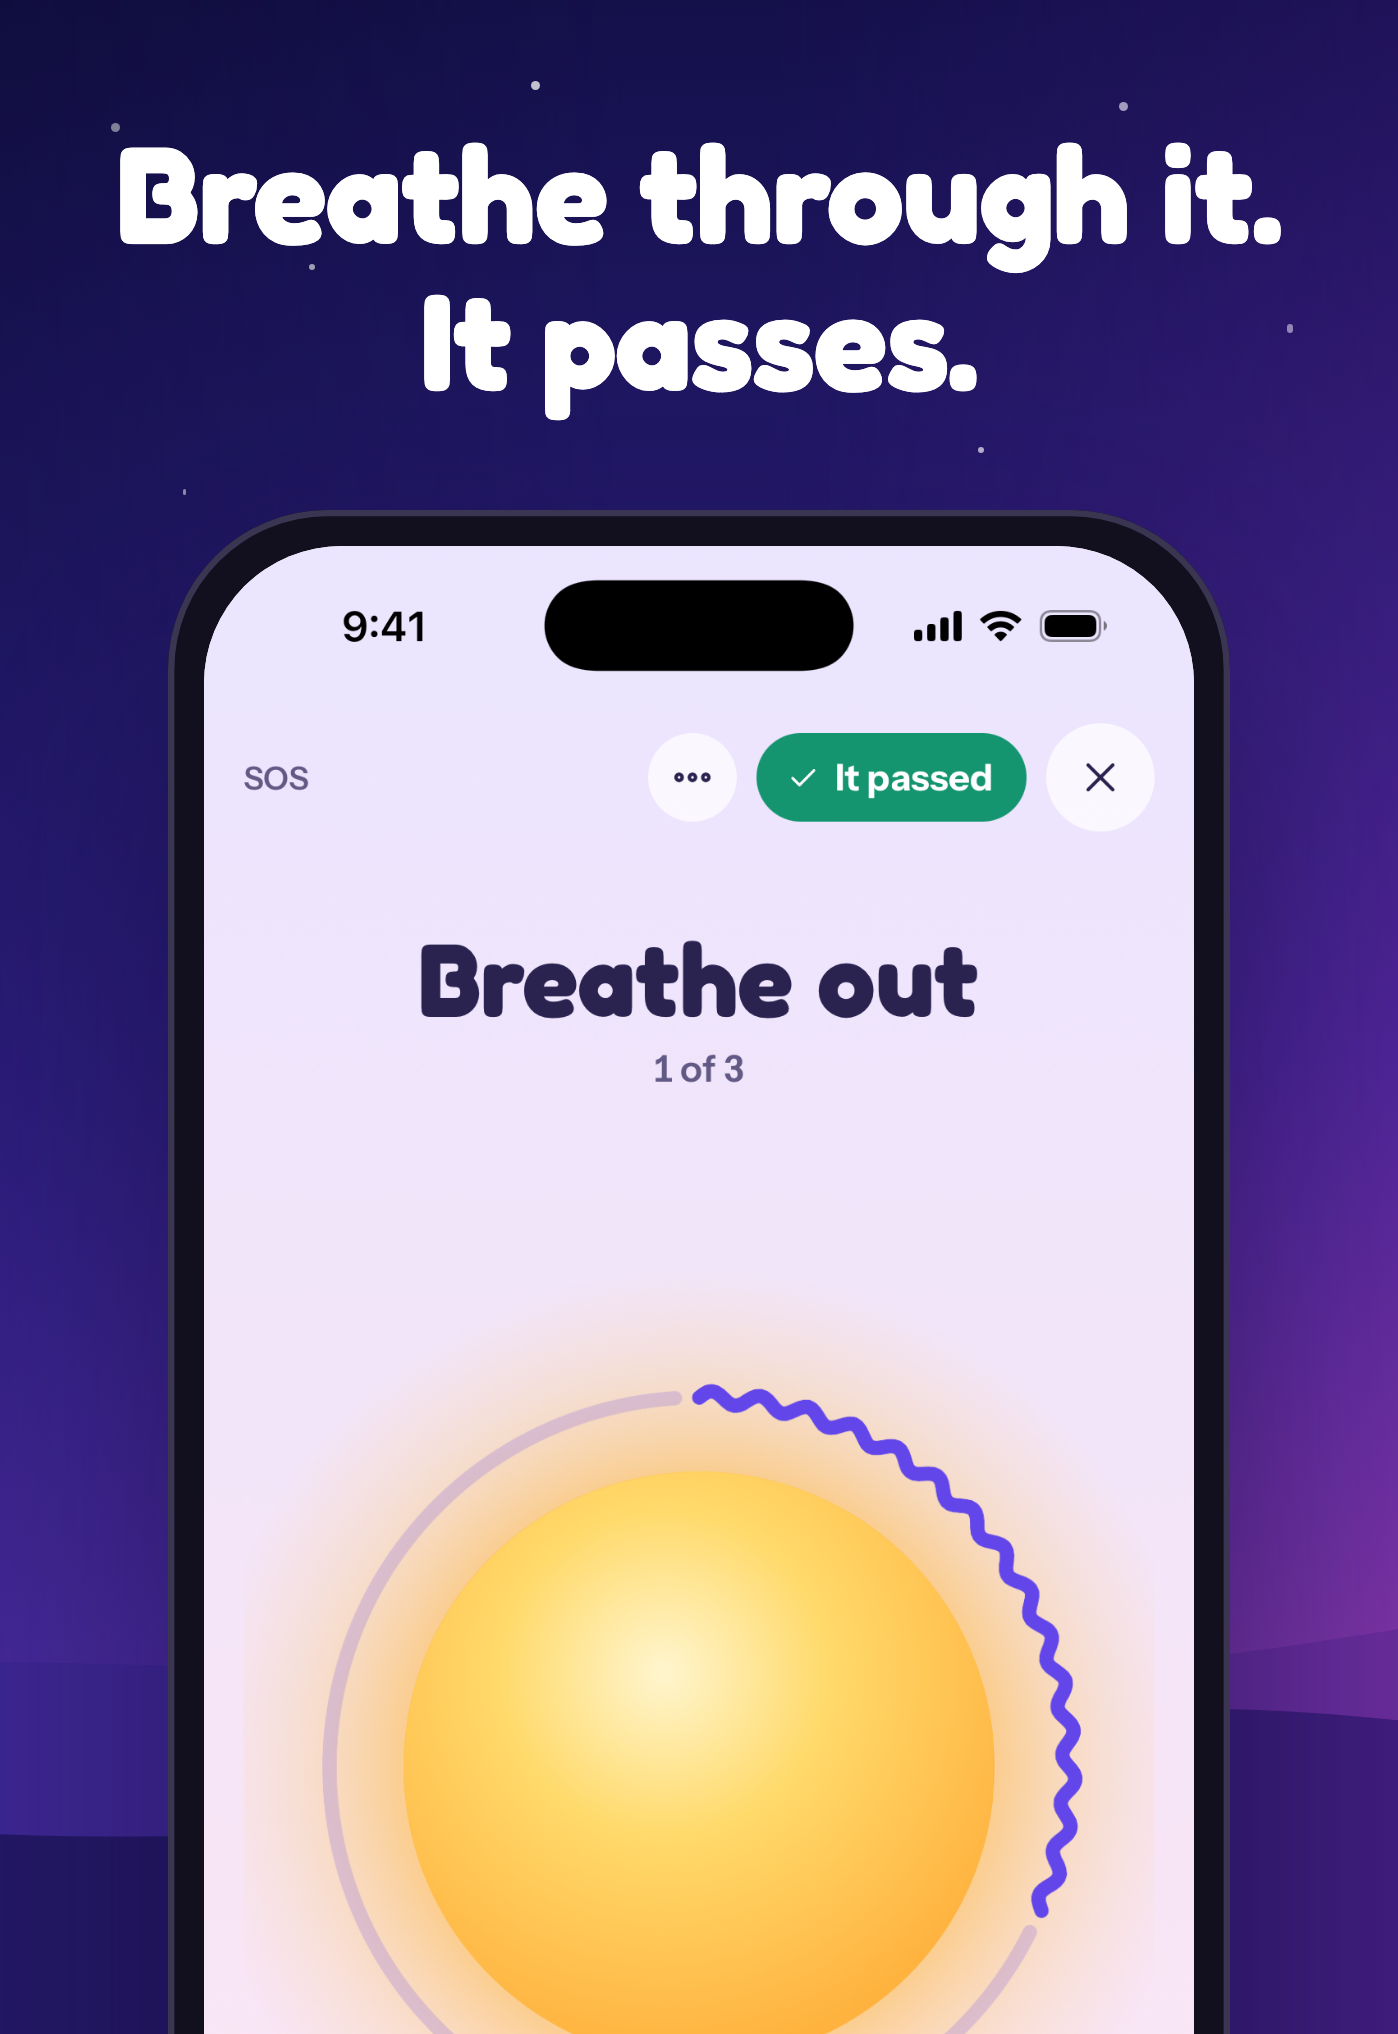 Breathe through it.
It passes.
9:41
SOS
It passed
Breathe out
1 of 3